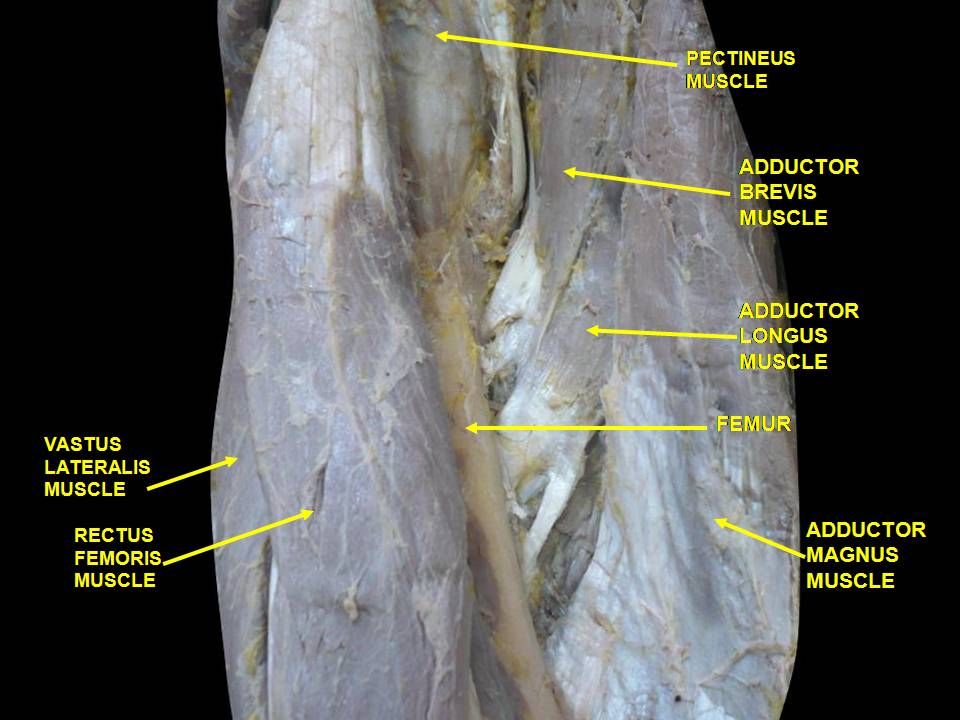 PECTINEUS
MUSCLE
ADDUCTOR
BREVIS
MUSCLE
ADDUCTOR
LONGUS
MUSCLE
FEMUR
VASTUS
LATERALIS
MUSCLE
RECTUS
FEMORIS
MUSCLE
ADDUCTOR
MAGNUS
MUSCLE